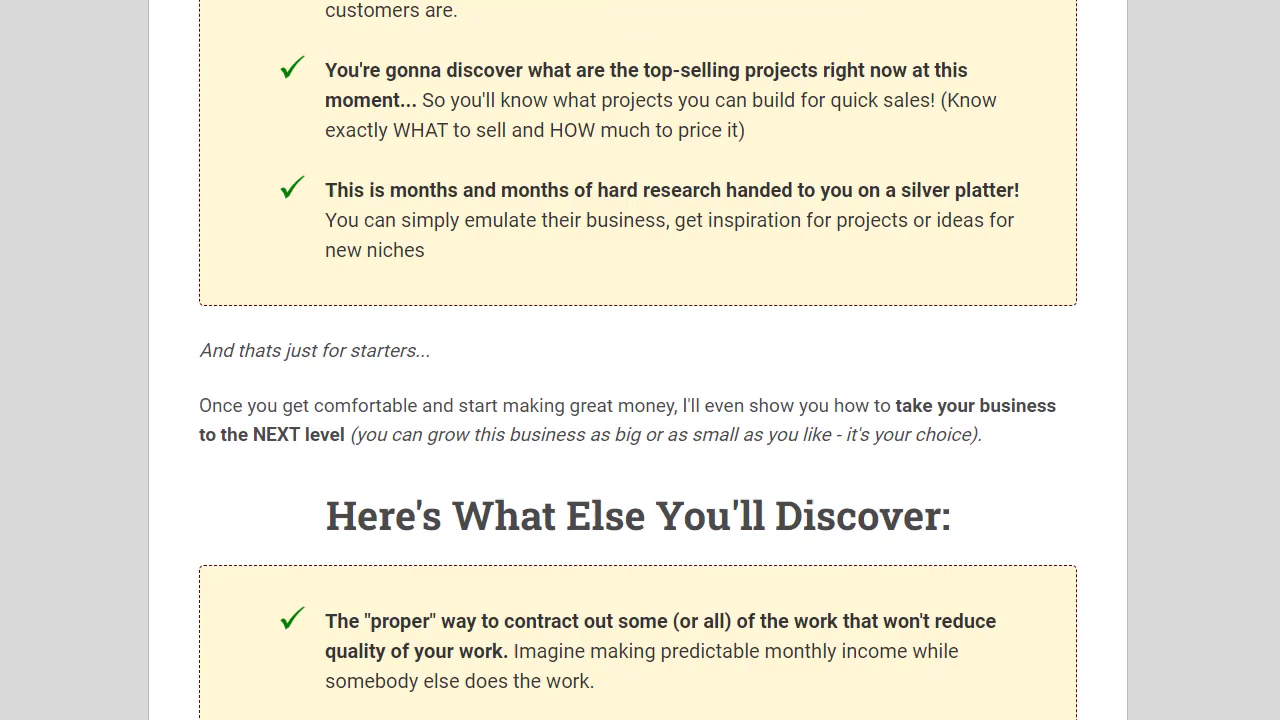 customers are.
You're gonna discover what are the top-selling projects right now at this
moment... So you'll know what projects you can build for quick sales! (Know
exactly WHAT to sell and HOW much to price it)
This is months and months of hard research handed to you on a silver platter!
You can simply emulate their business, get inspiration for projects or ideas for
new niches
And thats just for starters...
Once you get comfortable and start making great money, I'll even show you how to take your business
to the NEXT level (you can grow this business as big or as small as you like - it's your choice).
Here's What Else You'll Discover:
The "proper" way to contract out some (or all) of the work that won't reduce
quality of your work. Imagine making predictable monthly income while
somebody else does the work.